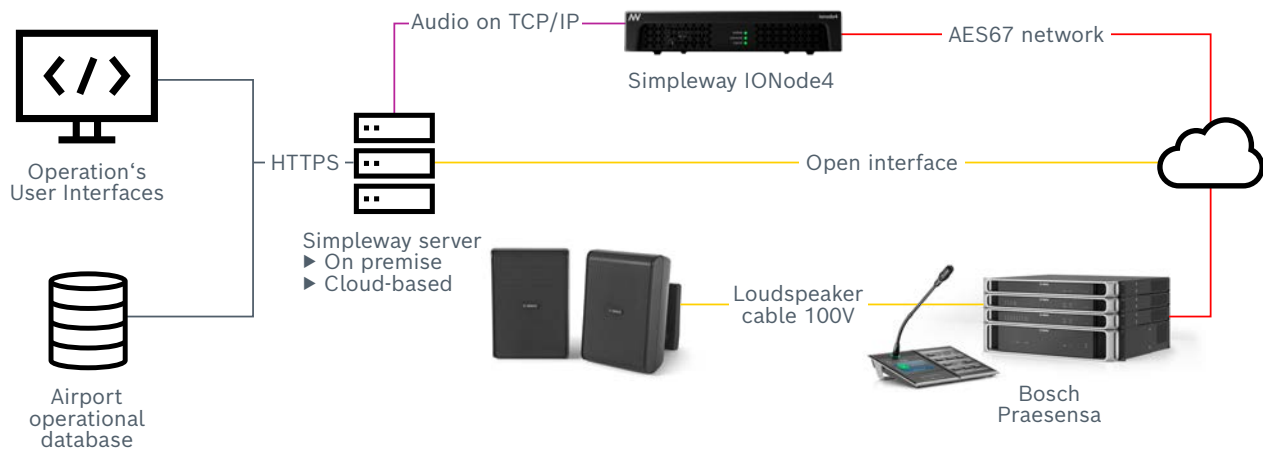 Audio on TCP/IP
AES67 network
Simpleway IONode4
Operation‘s
User Interfaces
HTTPS
Open interface
Simpleway server
▶ On premise
▶ Cloud-based
Loudspeaker
cable 100V
Airport
operational
database
Bosch
Praesensa